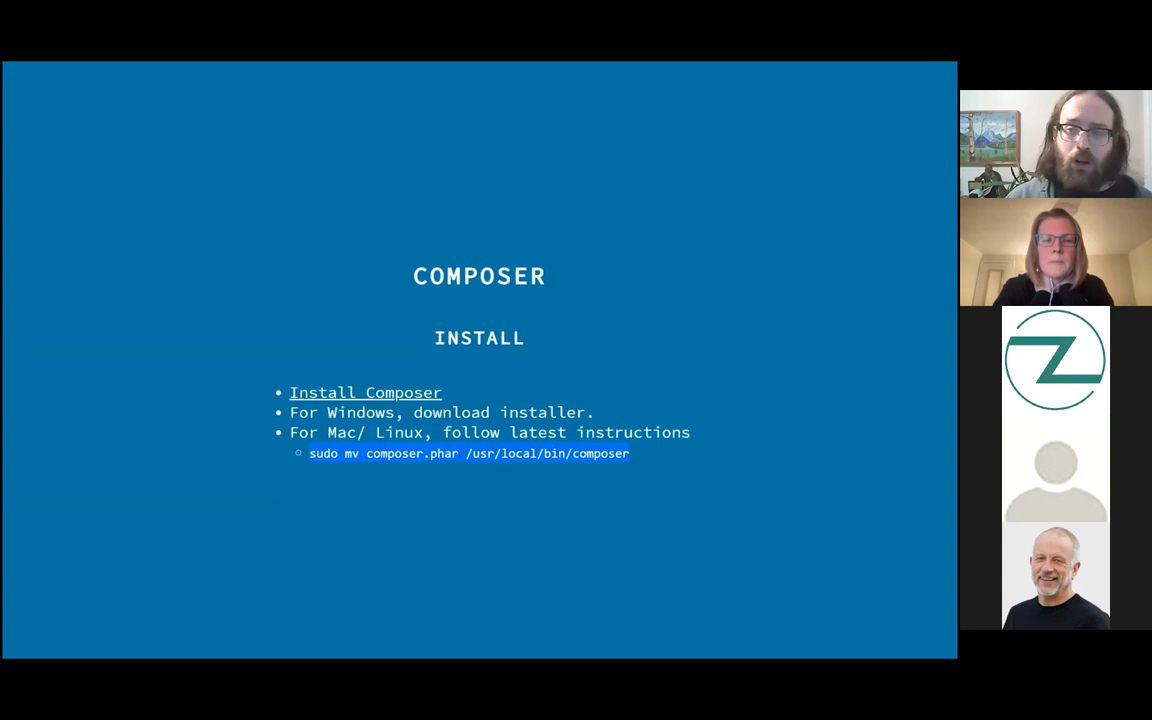 COMPOSER
INSTALL
Install Composer
For Windows, download installer.
For Mac/ Linux, follow latest instructions
sudo mv composer.phar /usr/local/bin/composer